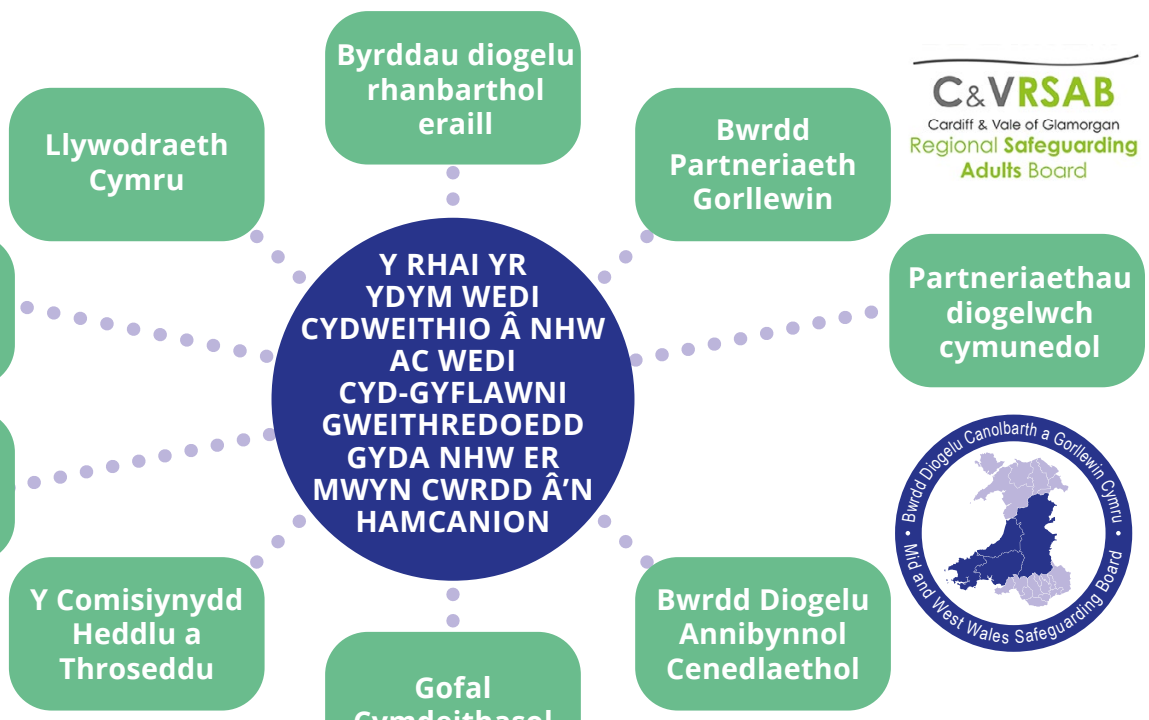 Byrddau diogelu
rhanbarthol
eraill
Llywodraeth
Cymru
Bwrdd
Partneriaeth
Gorllewin
C&VRSAB
Cardiff & Vale of Glamorgan
Regional Safeguarding
Adults Board
Y RHAI YR
YDYM WEDI
CYDWEITHIO Â NHW
AC WEDI
CYD-GYFLAWNI
GWEITHREDOEDD
GYDA NHW ER
MWYN CWRDD Â’N
HAMCANION
Partneriaethau
diogelwch
cymunedol
Bwrdd Diogelu Canolbarth a Gorllewin Cymru
Mid and West Wales Safeguarding Board
Y Comisiynydd
Heddlu a
Throseddu
Gofal
Cymdeithasol
Bwrdd Diogelu
Annibynnol
Cenedlaethol